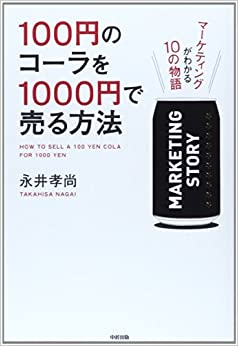 100円の
コーラを
1000円で
売る方法
HOW TO SELL A 100 YEN COLA
FOR 1000 YEN
永井孝尚
TAKAHISA NAGAI
マーケティング
がわかる
10の物語
MARKETING
STORY
中経出版